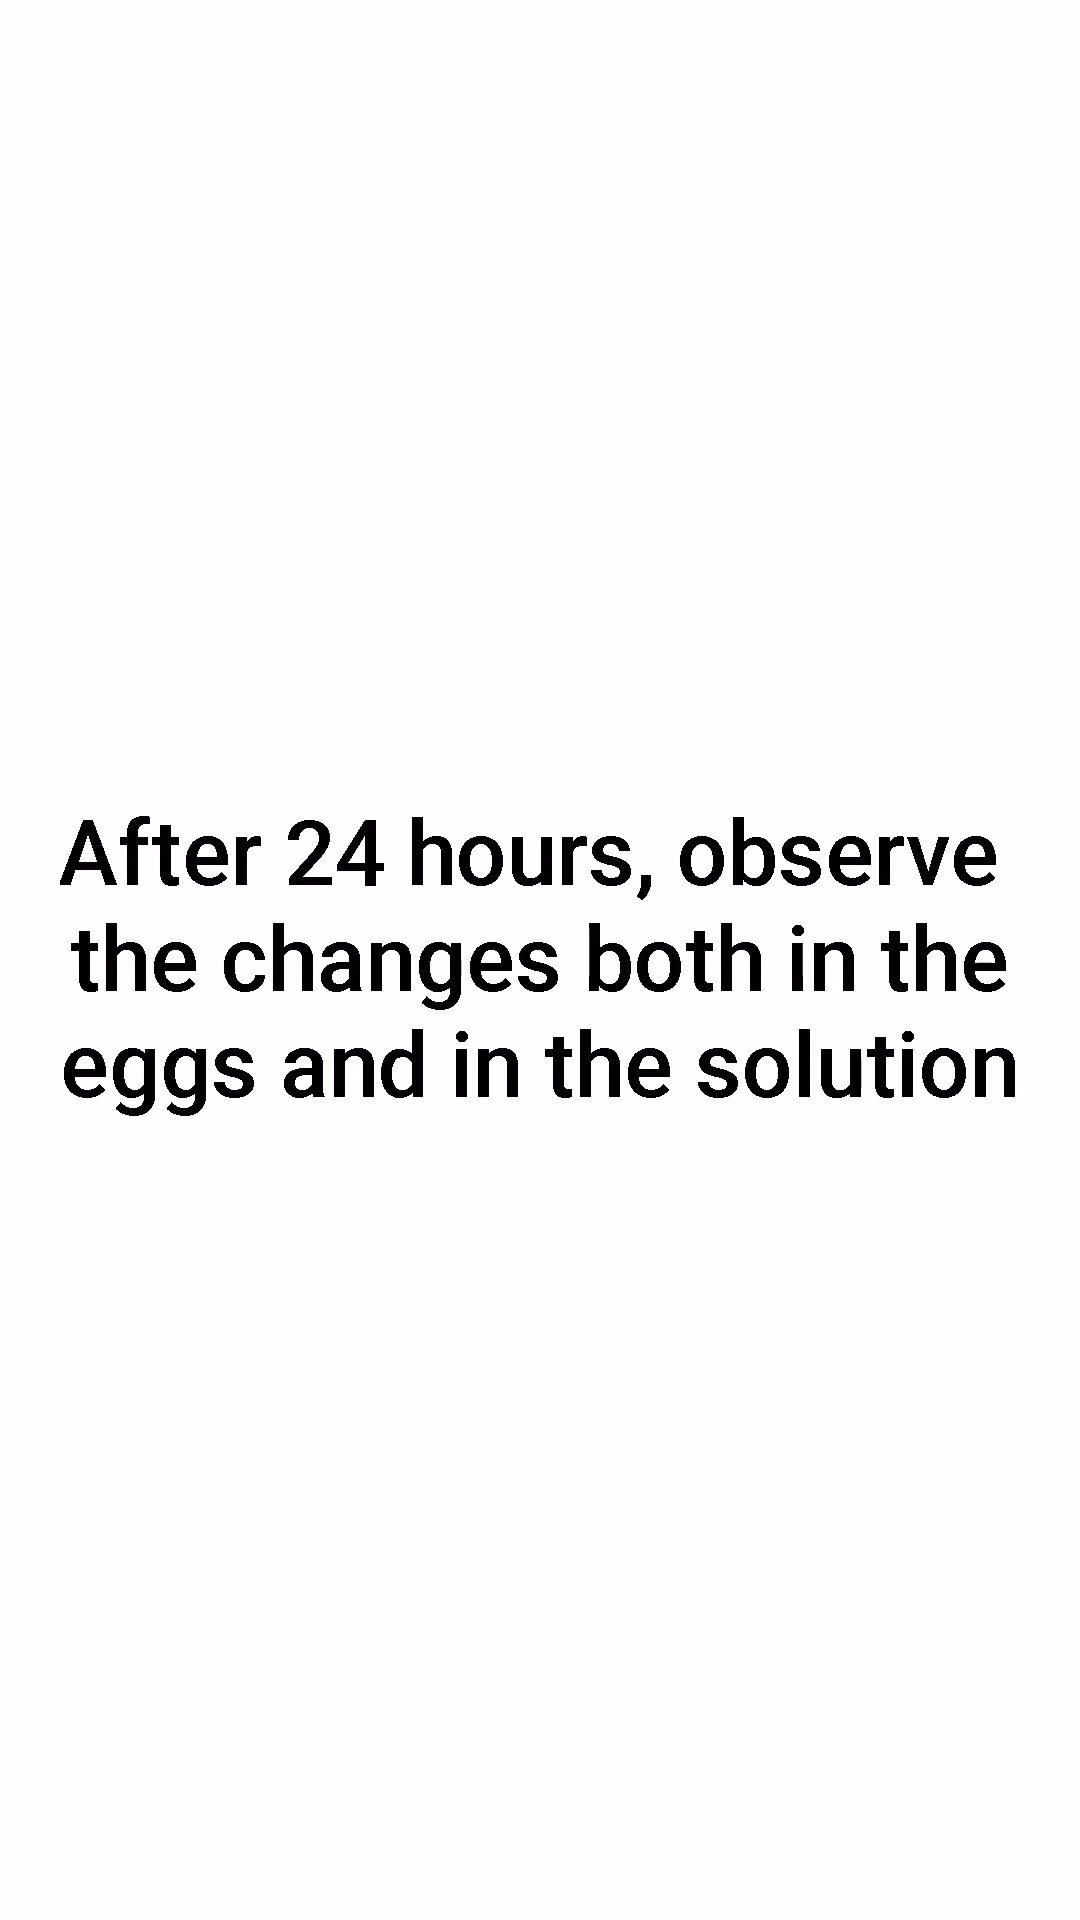 After 24 hours, observe
the changes both in the
eggs and in the solution